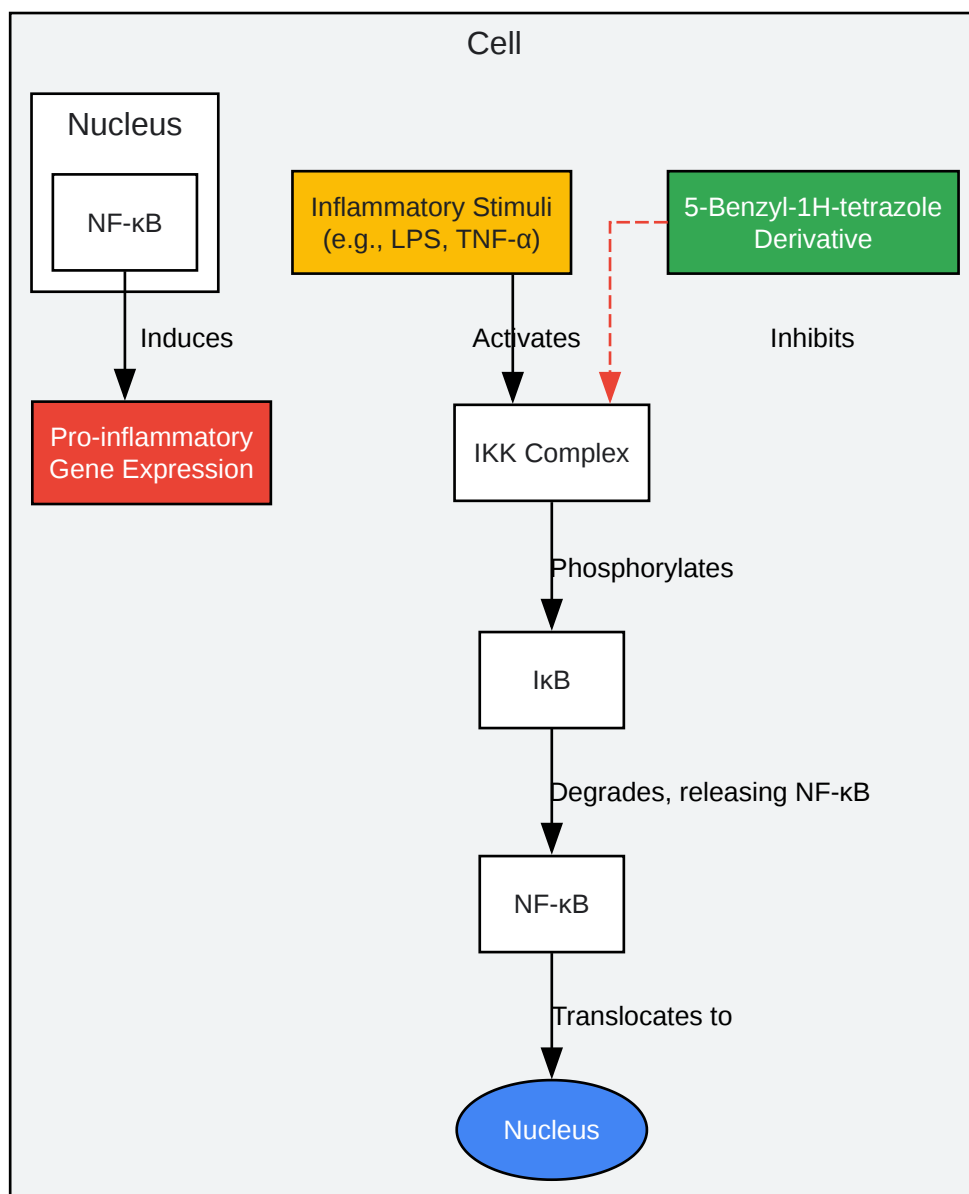 Cell
Nucleus
NF-κB
Inflammatory Stimuli
(e.g., LPS, TNF-α)
5-Benzyl-1H-tetrazole
Derivative
Induces
Activates
Inhibits
Pro-inflammatory
Gene Expression
IKK Complex
Phosphorylates
IκB
Degrades, releasing NF-κB
NF-κB
Translocates to
Nucleus